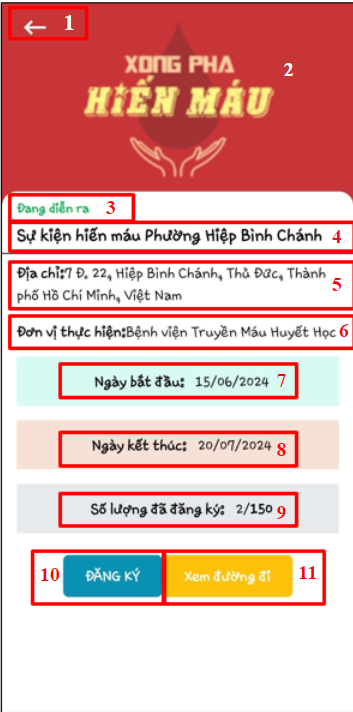 1
XONG PHA
2
HIẾN MÁU
Đang diễn ra 3
Sự kiện hiến máu Phường Hiệp Bình Chánh 4
Địa chỉ:7 Đ. 22, Hiệp Bình Chánh, Thủ Đức, Thành
phố Hồ Chí Minh, Việt Nam
5
Đơn vị thực hiện:Bệnh viện Truyền Máu Huyết Học 6
Ngày bắt đầu: 15/06/2024 7
Ngày kết thúc: 20/07/2024 8
Số lượng đã đăng ký: 2/150 9
10 ĐĂNG KÝ Xem đường đi 11